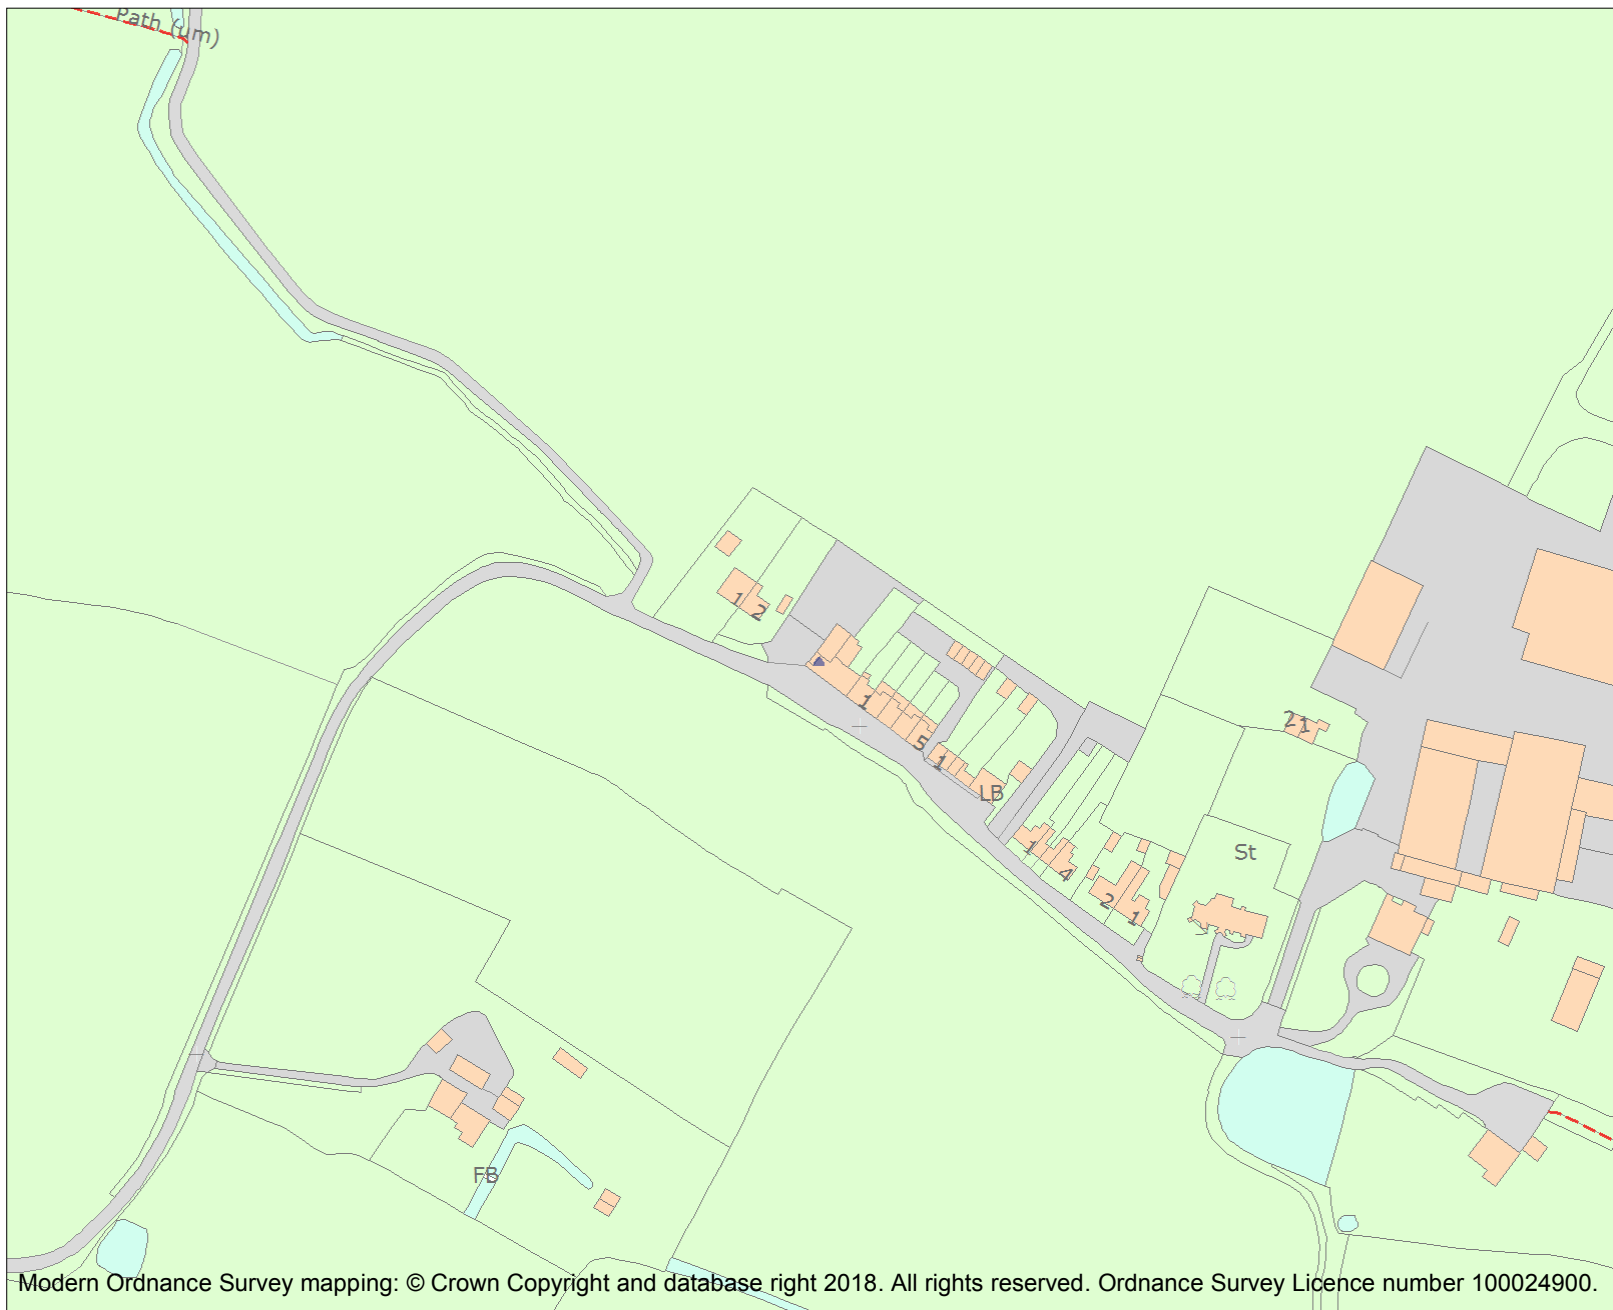 Path (um)
1
2
1
5
1
LB
1
4
2
1
2
1
St
FB
Modern Ordnance Survey mapping: © Crown Copyright and database right 2018. All rights reserved. Ordnance Survey Licence number 100024900.